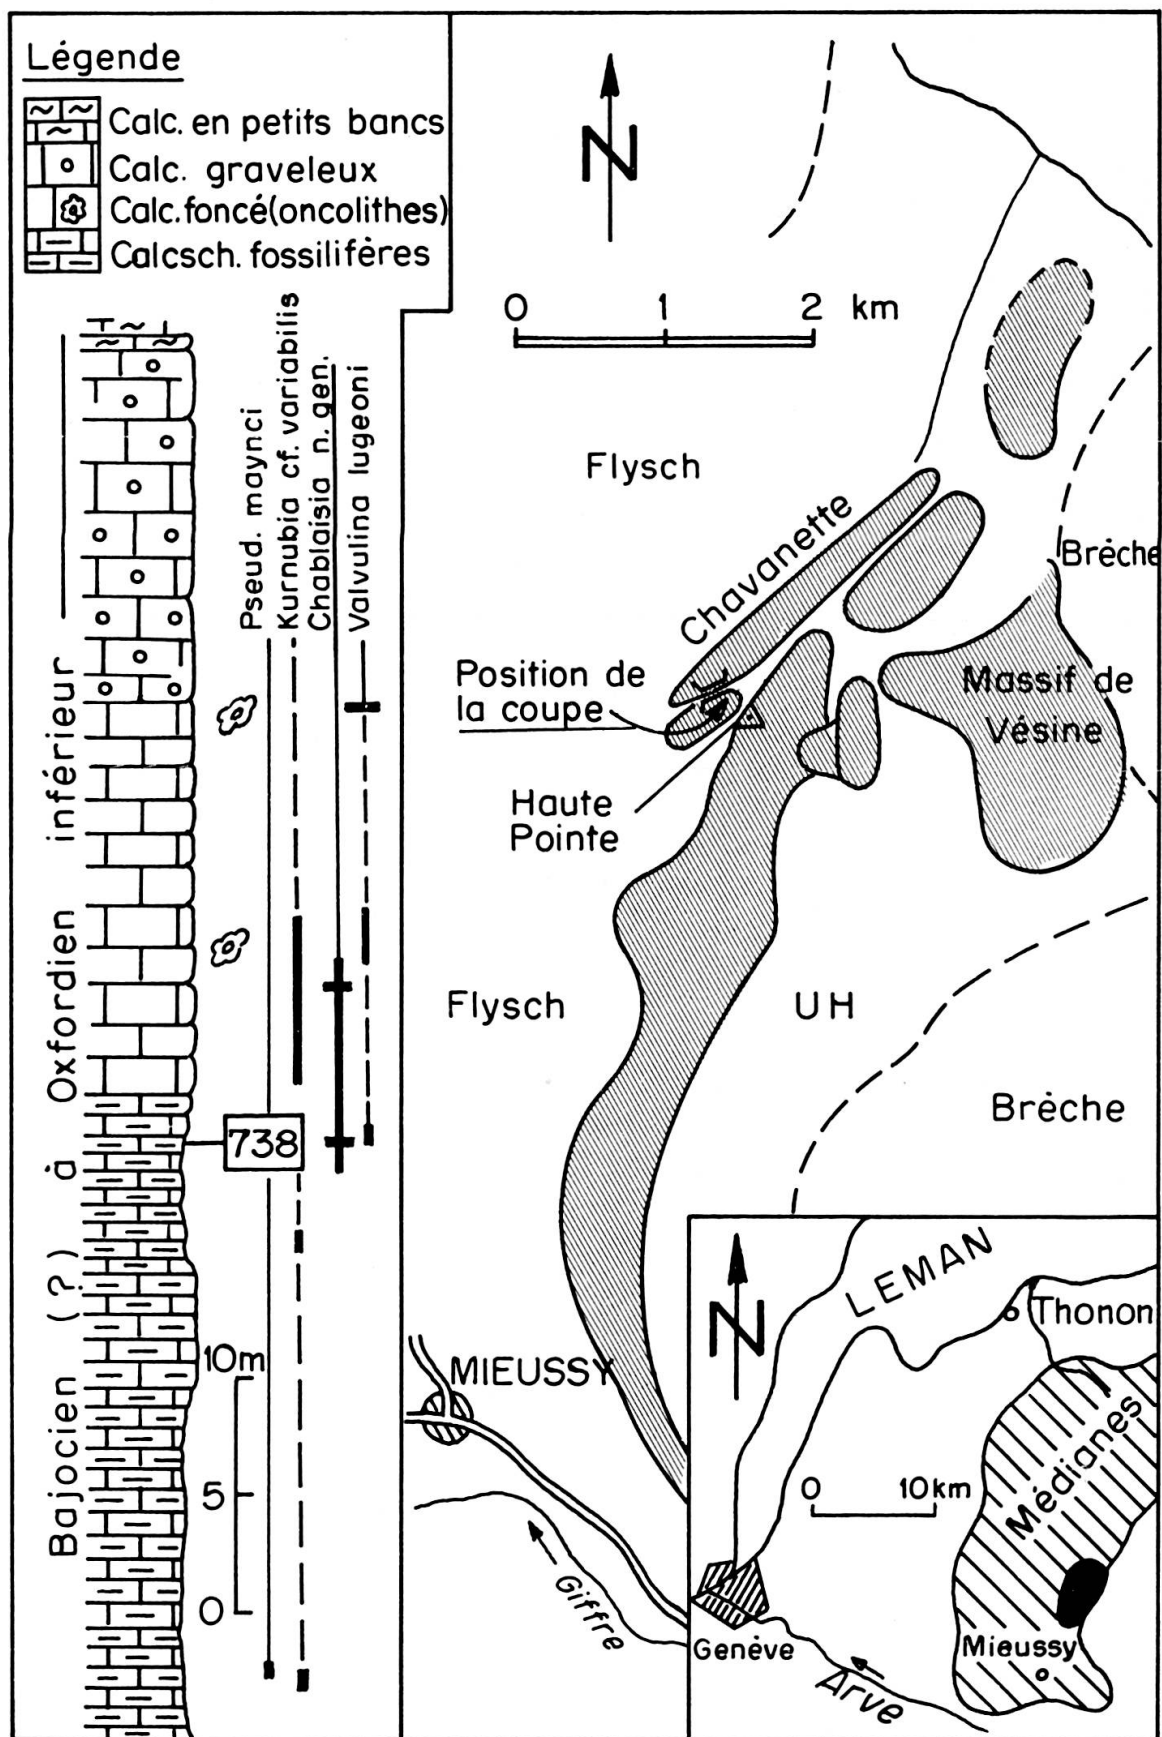 Légende
Calc. en petits bancs
Calc. graveleux
Calc. foncé (oncolithes)
Calcsch. fossilifères
Pseud. maynci
Kurnubia cf. variabilis
Chablaisia n. gen.
Valvulina lugeoni
Bajocien (?) à Oxfordien inférieur
738
10m
5
0
N
0 1 2 km
Flysch
Chavanette
Brèche
Position de
la coupe
Massif de
Vésine
Haute
Pointe
Flysch
UH
Brèche
MIEUSSY
Giffre
N
LEMAN
Thonon
0 10km
Médianes
Genève
Mieussy
Arve